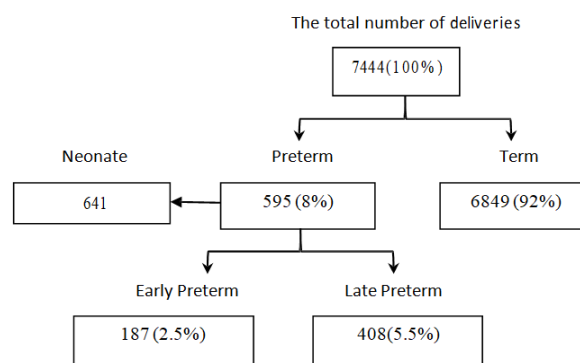 The total number of deliveries
7444(100%)
Neonate
Preterm
Term
641
595 (8%)
6849 (92%)
Early Preterm
Late Preterm
187 (2.5%)
408(5.5%)